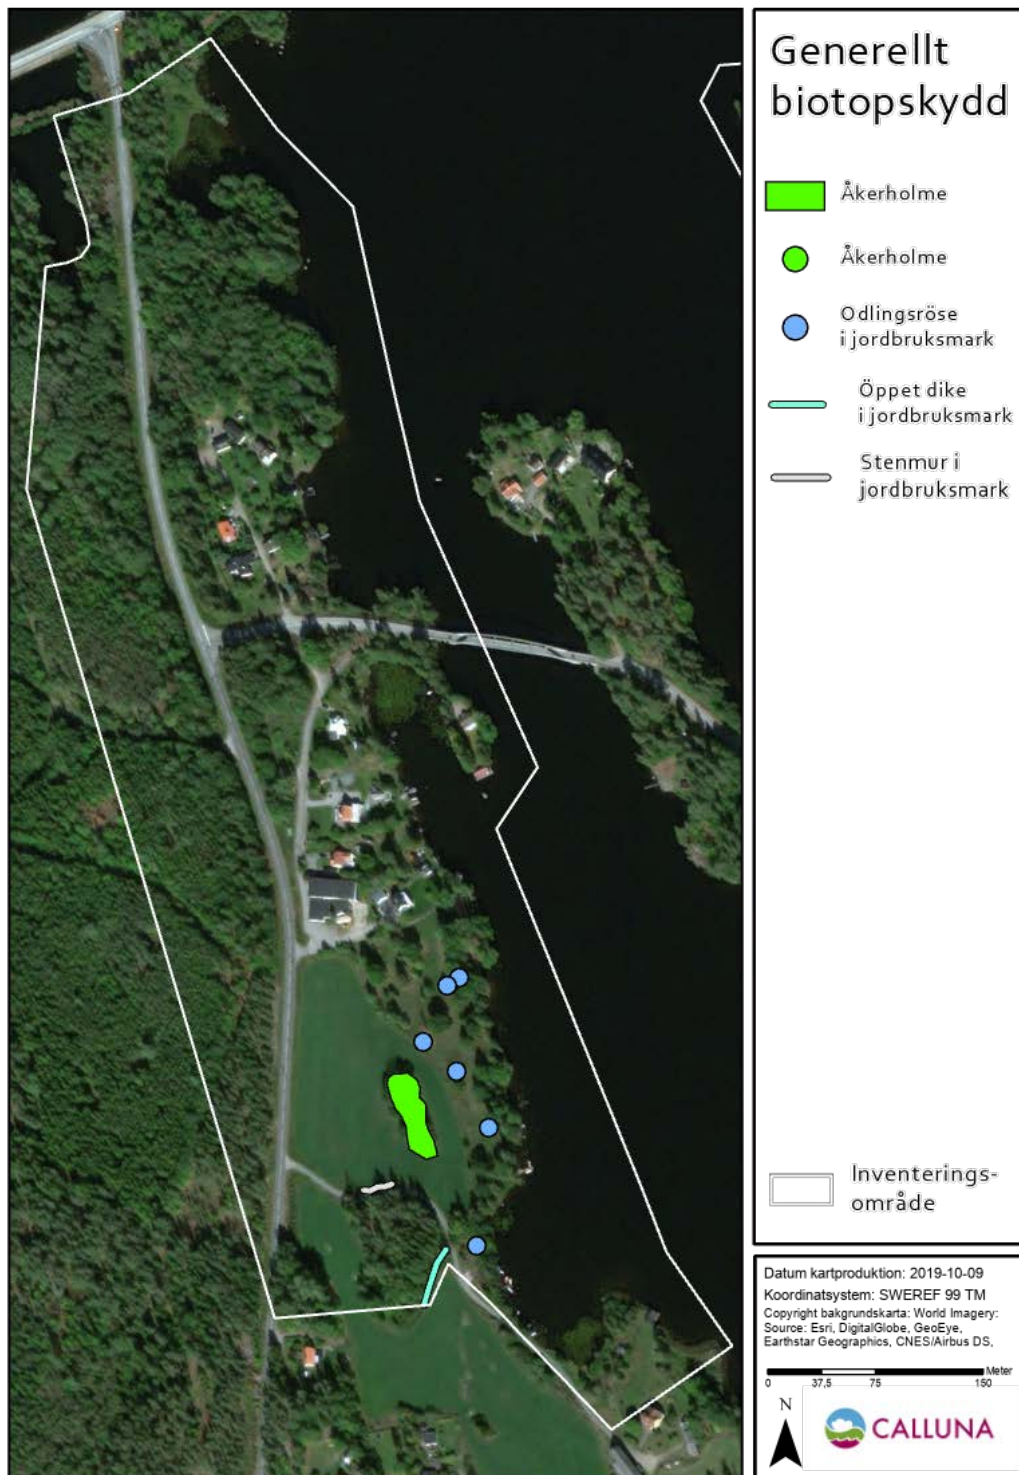 Generellt
biotopskydd
Åkerholme
Åkerholme
Odlingsröse
i jordbruksmark
Öppet dike
i jordbruksmark
Stenmur i
jordbruksmark
Inventerings-
område
Datum kartproduktion: 2019-10-09
Koordinatsystem: SWEREF 99 TM
Copyright bakgrundskarta: World Imagery:
Source: Esri, DigitalGlobe, GeoEye,
Earthstar Geographics, CNES/Airbus DS,
Meter
0 37,5 75 150
N
CALLUNA